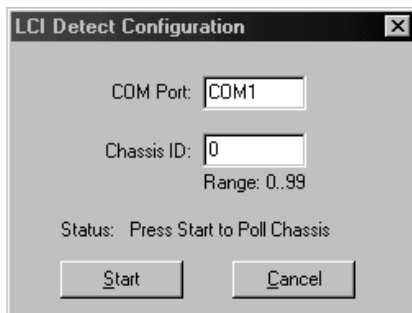 LCI Detect Configuration
COM Port: COM1
Chassis ID: 0
Range: 0..99
Status: Press Start to Poll Chassis
Start Cancel